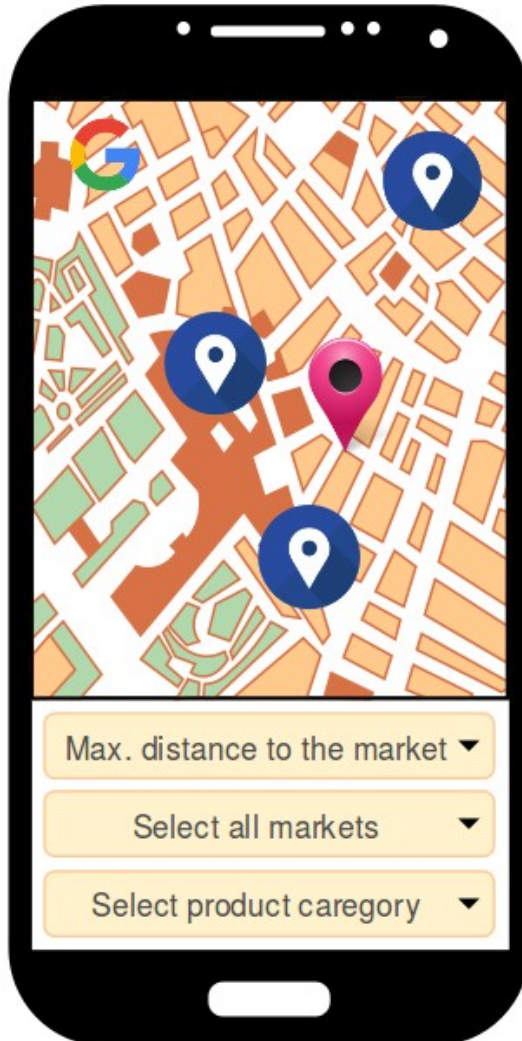 G
Max. distance to the market
Select all markets
Select product caregory